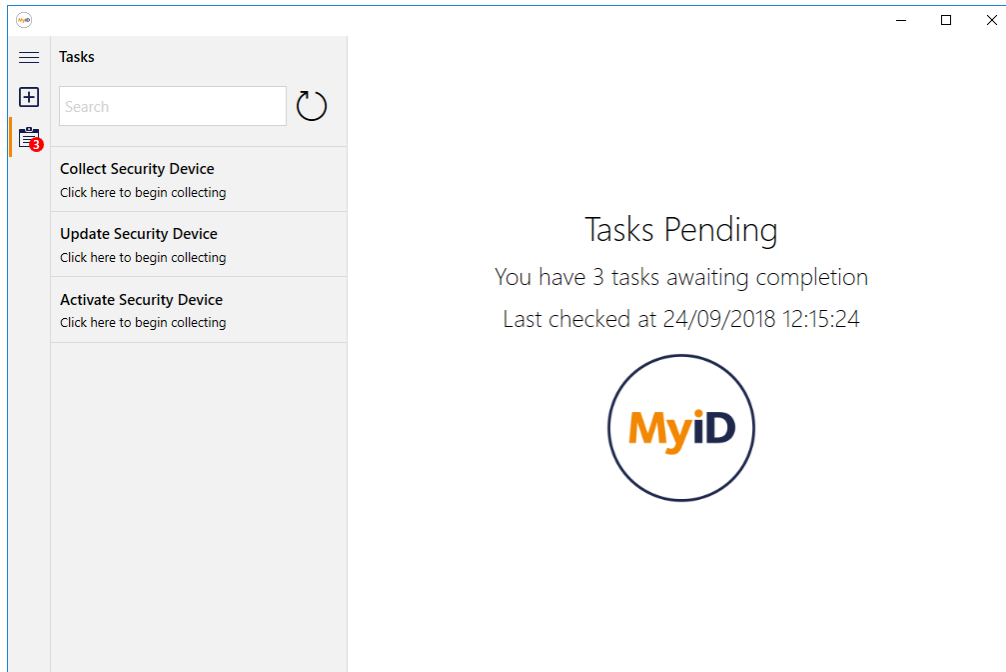 MyiD
Tasks
Search
3
Collect Security Device
Click here to begin collecting
Update Security Device
Click here to begin collecting
Activate Security Device
Click here to begin collecting
Tasks Pending
You have 3 tasks awaiting completion
Last checked at 24/09/2018 12:15:24
MyiD